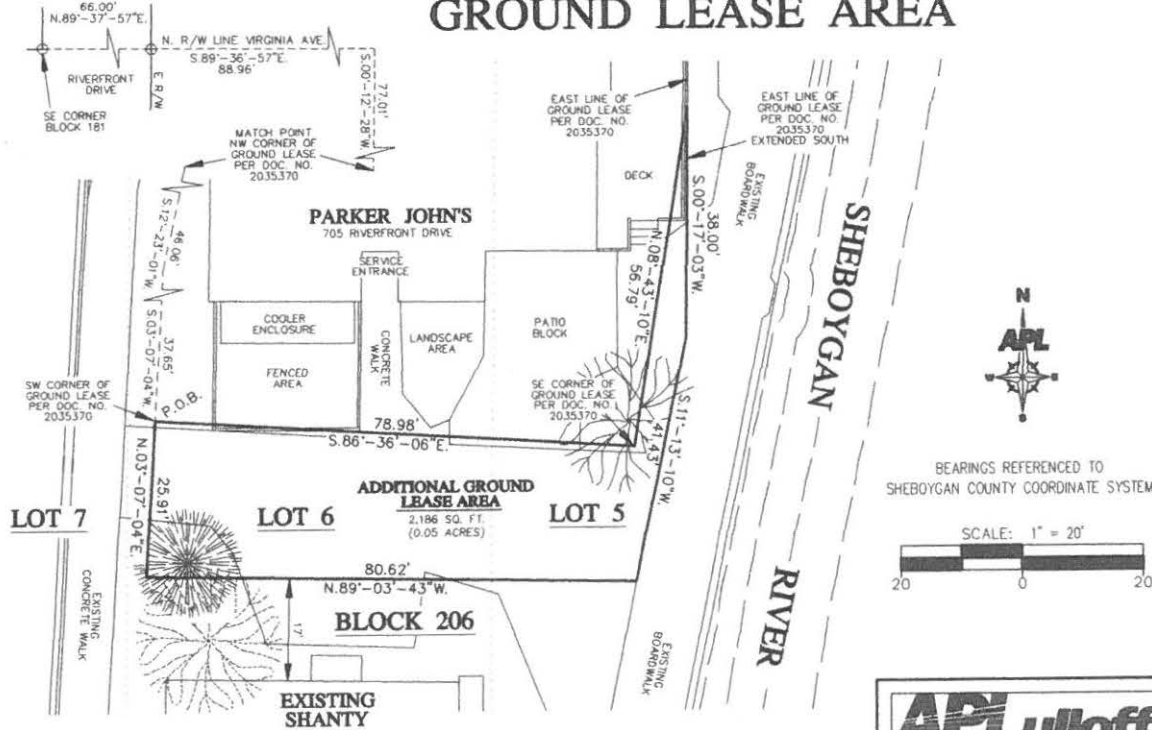 GROUND LEASE AREA
66.00'
N.89°-37'-57"E.
N. R/W LINE VIRGINIA AVE.
S.89°-36'-57"E.
88.96'
RIVERFRONT
DRIVE
E R/W
SE CORNER
BLOCK 181
77.01'
S.00°-12'-28"W.
MATCH POINT
NW CORNER OF
GROUND LEASE
PER DOC. NO.
2035370
EAST LINE OF
GROUND LEASE
PER DOC. NO.
2035370
EAST LINE OF
GROUND LEASE
PER DOC. NO.
2035370
EXTENDED SOUTH
DECK
EXISTING
BOARDWALK
38.00'
S.00°-17'-03"W.
PARKER JOHN'S
705 RIVERFRONT DRIVE
46.06'
S.12°-23'-01"W.
SERVICE
ENTRANCE
N.08°-43'-10"E.
56.79'
SHEBOYGAN
RIVER
COOLER
ENCLOSURE
FENCED
AREA
CONCRETE
WALK
LANDSCAPE
AREA
PATIO
BLOCK
37.65'
S.03°-07'-04"W.
N
APL
W
E
S
SW CORNER OF
GROUND LEASE
PER DOC. NO.
2035370
P.O.B.
SE CORNER OF
GROUND LEASE
PER DOC. NO.
2035370
78.98'
S.86°-36'-06"E.
S.11°-13'-10"W.
41.43'
BEARINGS REFERENCED TO
SHEBOYGAN COUNTY COORDINATE SYSTEM
N.03°-07'-04"E.
25.91'
ADDITIONAL GROUND
LEASE AREA
2,186 SQ. FT.
(0.05 ACRES)
LOT 7
LOT 6
LOT 5
SCALE: 1" = 20'
20
0
20
80.62'
N.89°-03'-43"W.
EXISTING
CONCRETE WALK
BLOCK 206
17'
EXISTING
BOARDWALK
EXISTING
SHANTY
APL ulloff